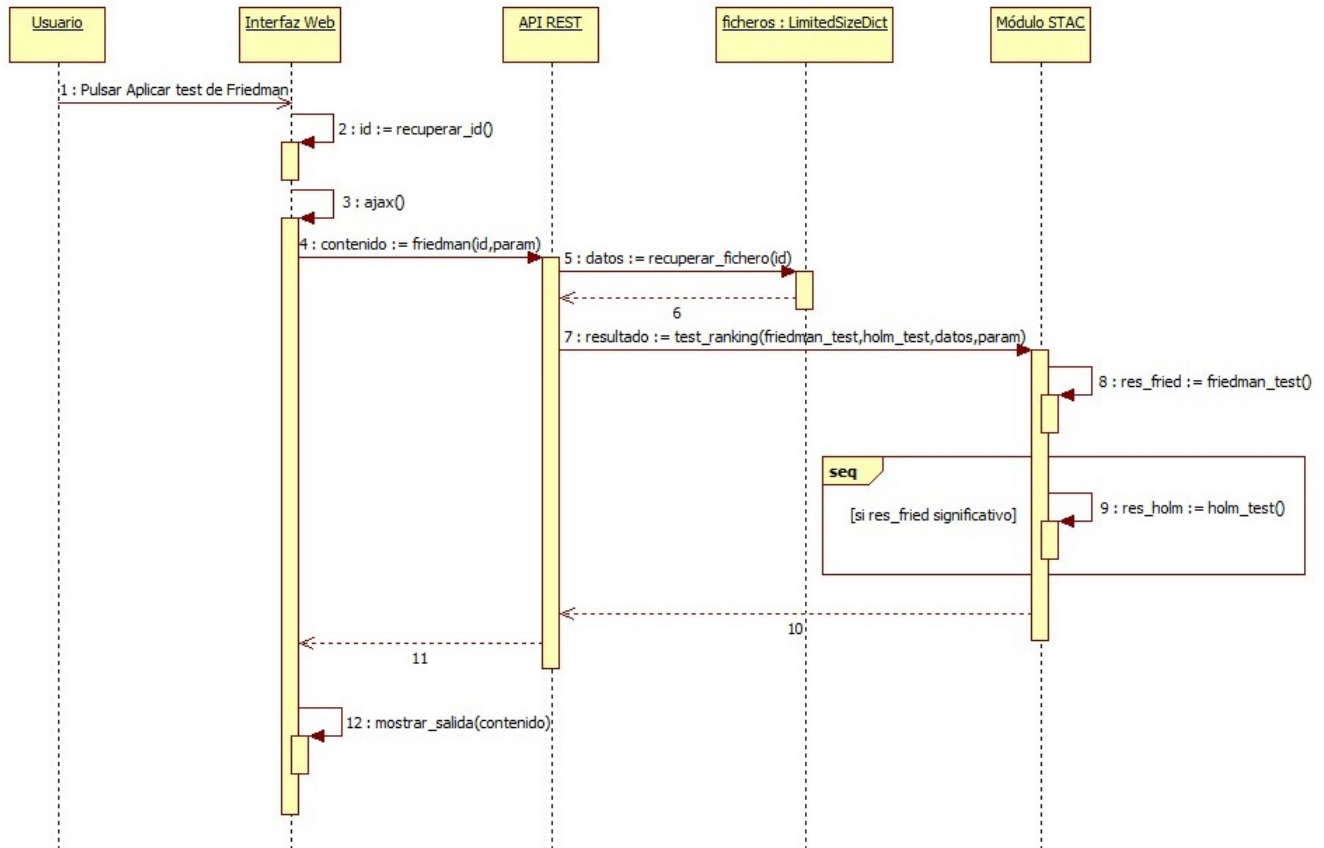 Usuario
Interfaz Web
API REST
ficheros : LimitedSizeDict
Módulo STAC
1 : Pulsar Aplicar test de Friedman
2 : id := recuperar_id()
3 : ajax()
4 : contenido := friedman(id,param)
5 : datos := recuperar_fichero(id)
6
7 : resultado := test_ranking(friedman_test,holm_test,datos,param)
8 : res_fried := friedman_test()
seq
[si res_fried significativo]
9 : res_holm := holm_test()
10
11
12 : mostrar_salida(contenido)